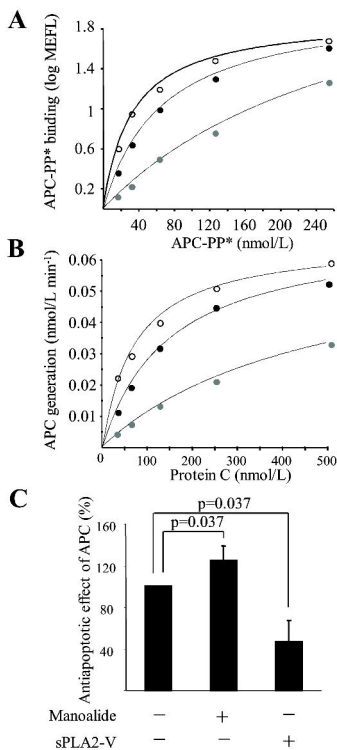 A
APC-PP* binding (log MEFL)
1.8
1.4
1
0.6
0.2
0 40 80 120 160 200 240
APC-PP* (nmol/L)
B
APC generation (nmol/L min-1)
0.06
0.05
0.04
0.03
0.02
0.01
0 100 200 300 400 500
Protein C (nmol/L)
C
Antiapoptotic effect of APC (%)
p=0.037
p=0.037
160
120
80
40
Manoalide – + –
sPLA2-V – – +